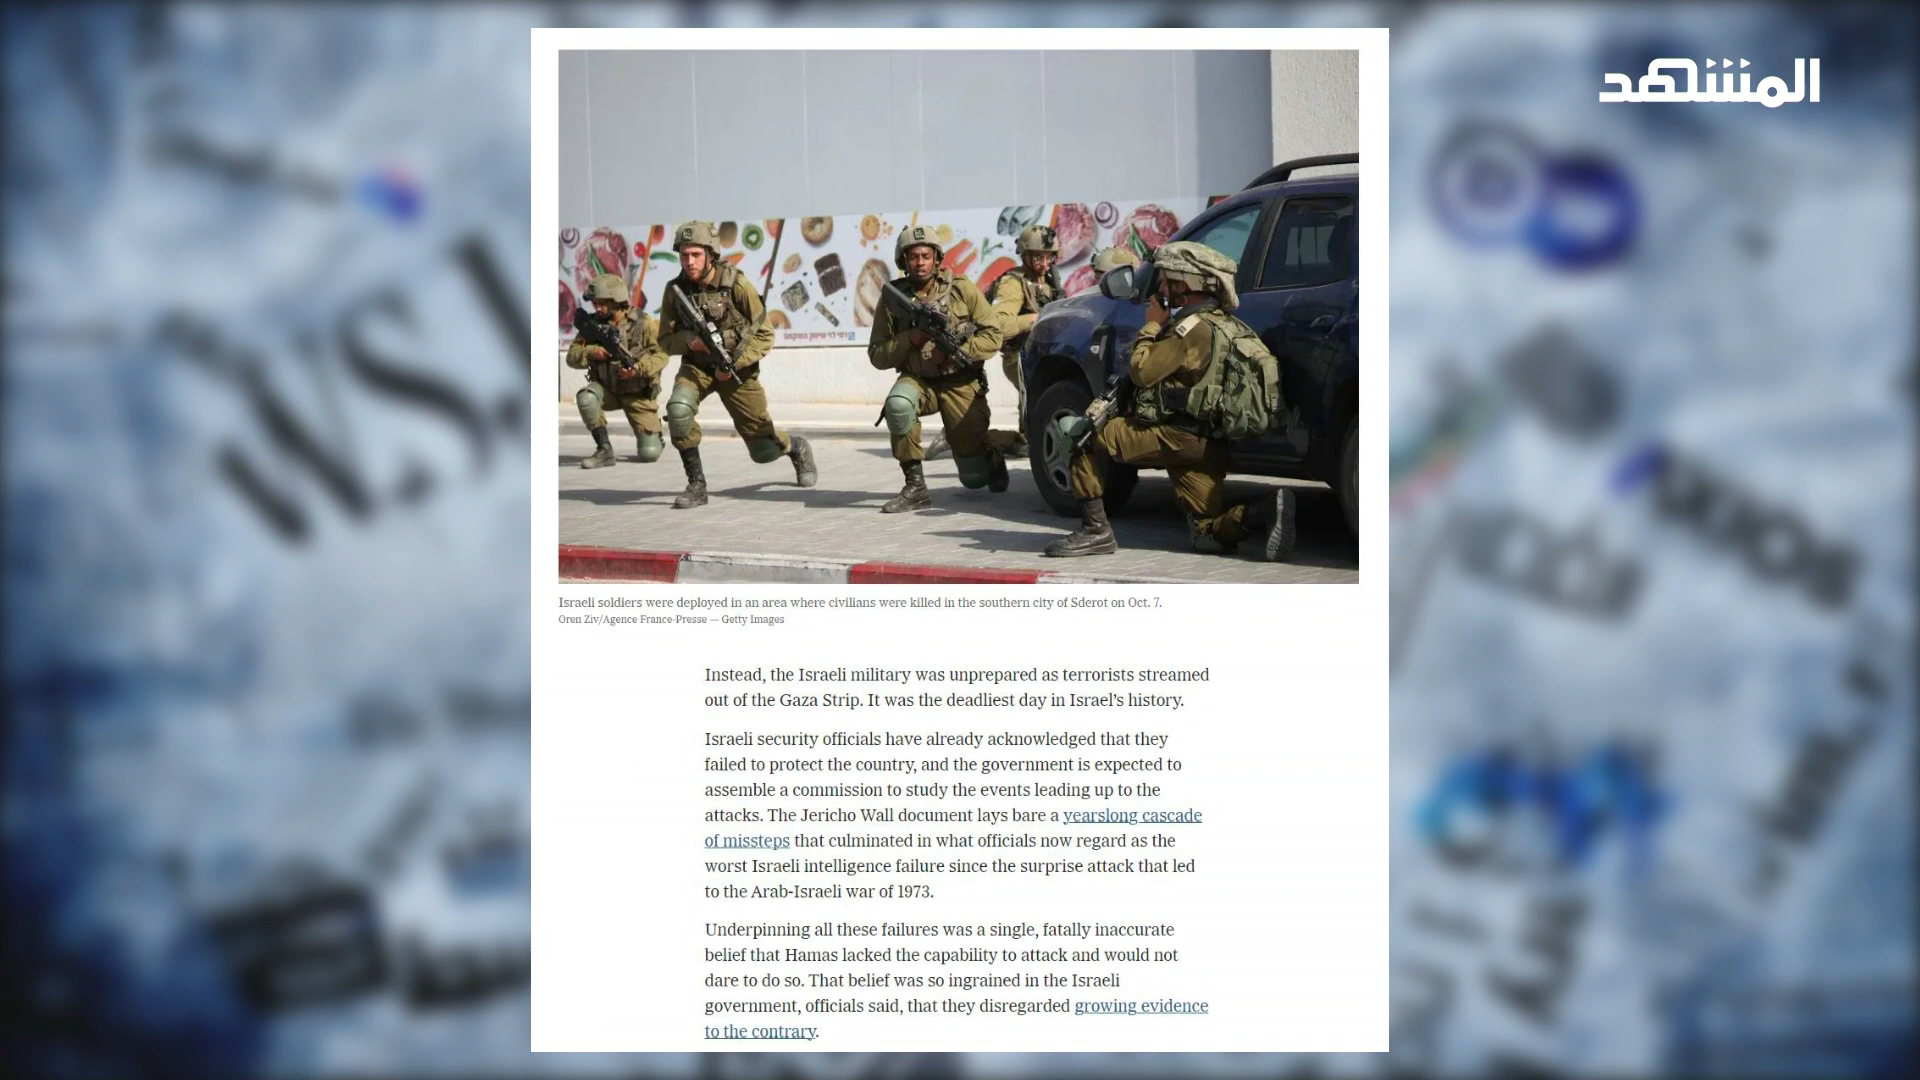 المشهد
Israeli soldiers were deployed in an area where civilians were killed in the southern city of Sderot on Oct. 7.
Oren Ziv/Agence France-Presse — Getty Images
Instead, the Israeli military was unprepared as terrorists streamed
out of the Gaza Strip. It was the deadliest day in Israel's history.
Israeli security officials have already acknowledged that they
failed to protect the country, and the government is expected to
assemble a commission to study the events leading up to the
attacks. The Jericho Wall document lays bare a yearslong cascade
of missteps that culminated in what officials now regard as the
worst Israeli intelligence failure since the surprise attack that led
to the Arab-Israeli war of 1973.
Underpinning all these failures was a single, fatally inaccurate
belief that Hamas lacked the capability to attack and would not
dare to do so. That belief was so ingrained in the Israeli
government, officials said, that they disregarded growing evidence
to the contrary.